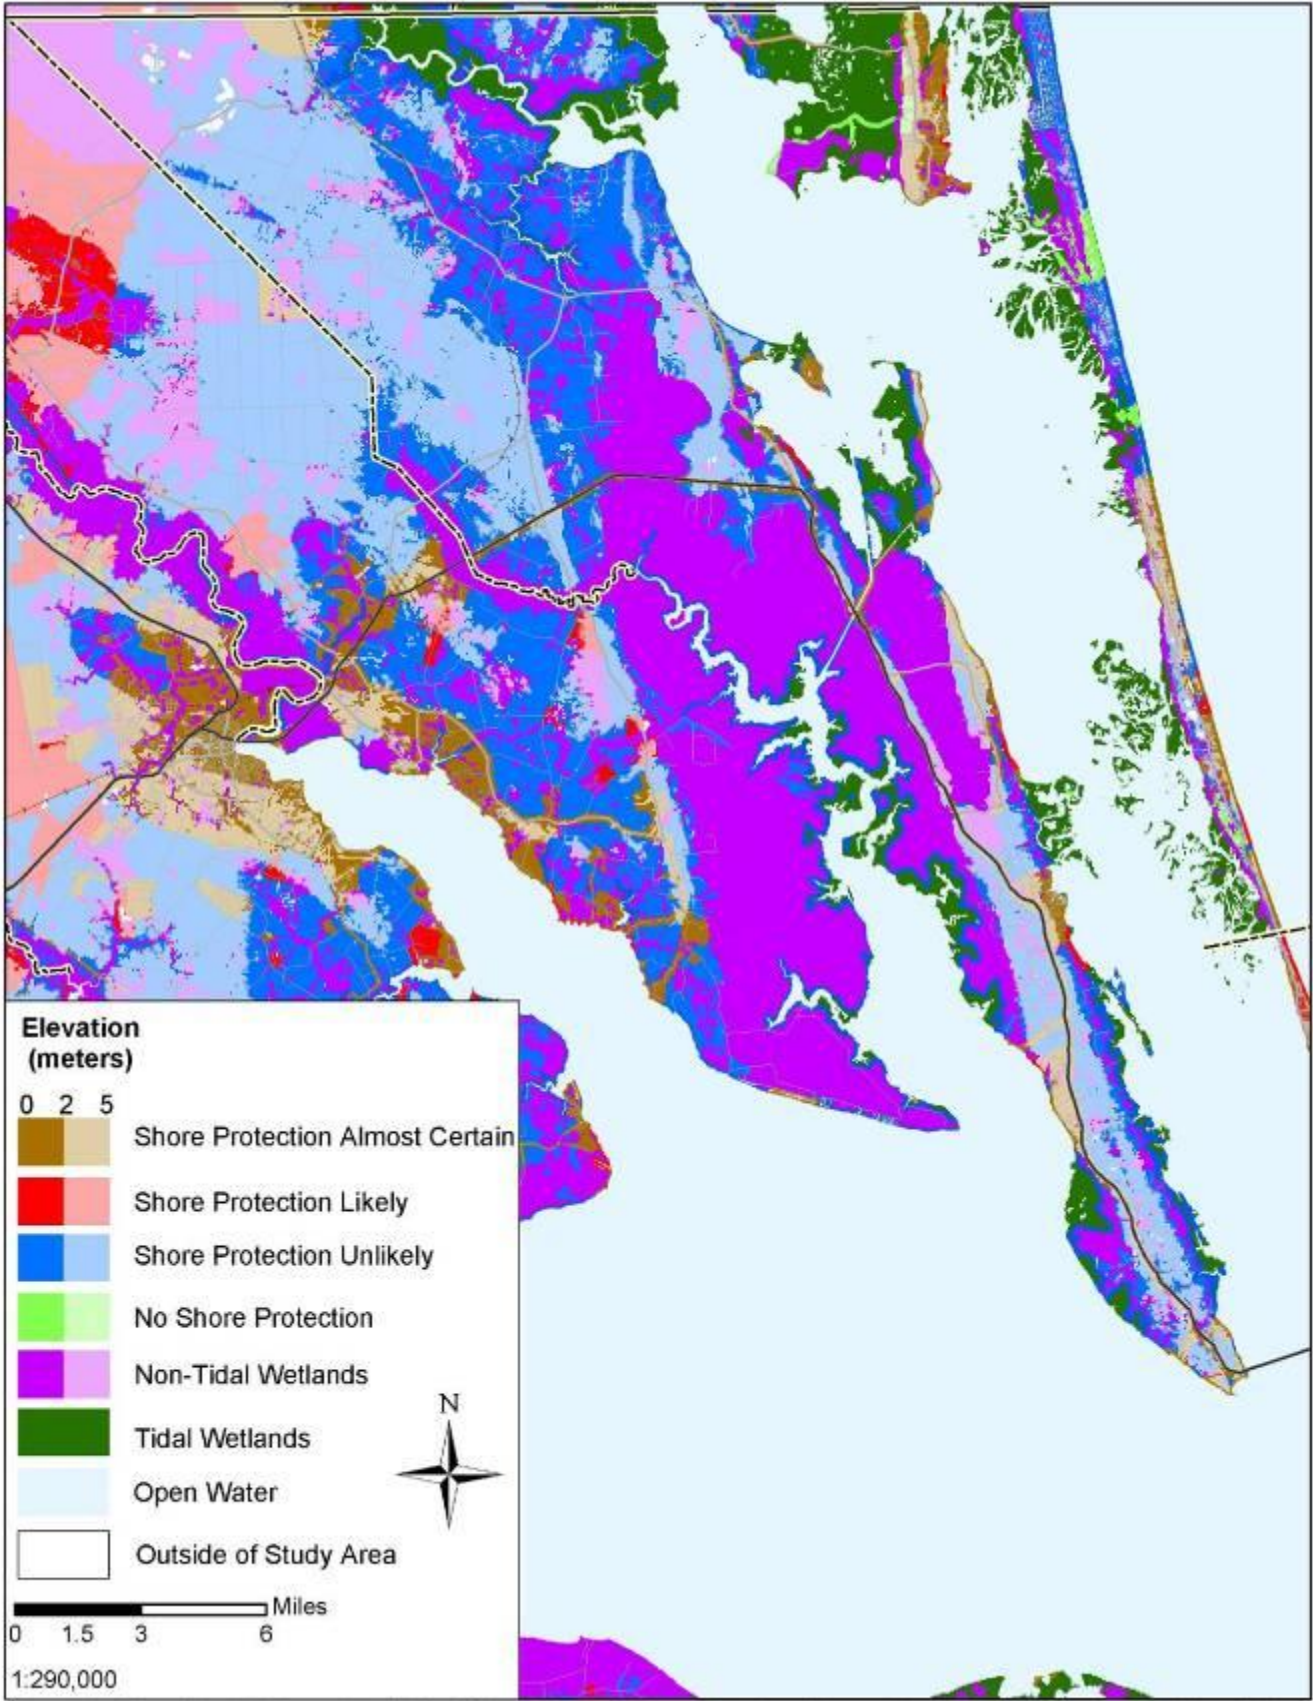 Elevation
(meters)
0 2 5
Shore Protection Almost Certain
Shore Protection Likely
Shore Protection Unlikely
No Shore Protection
Non-Tidal Wetlands
N
Tidal Wetlands
Open Water
Outside of Study Area
Miles
0 1.5 3 6
1:290,000